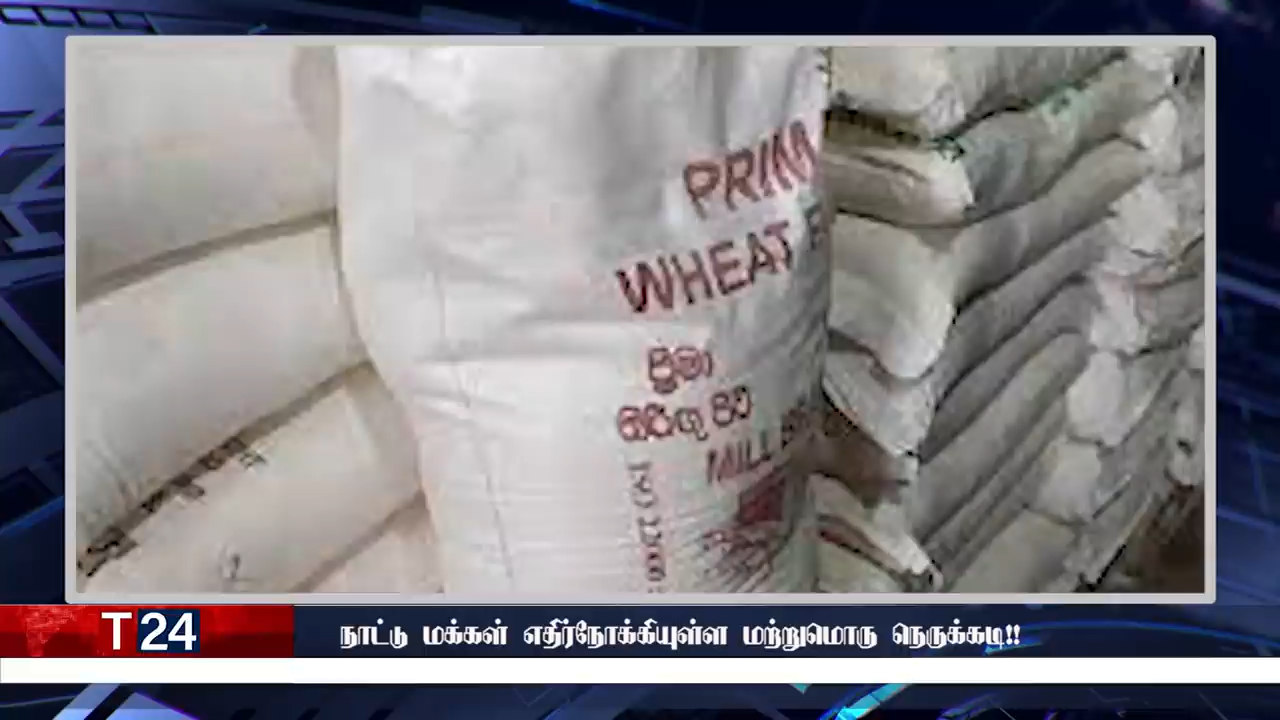 PRIM
WHEAT F
ප්‍රිමා
තිරිඟු පිටි
MILL
T24
நாட்டு மக்கள் எதிர்நோக்கியுள்ள மற்றுமொரு நெருக்கடி!!